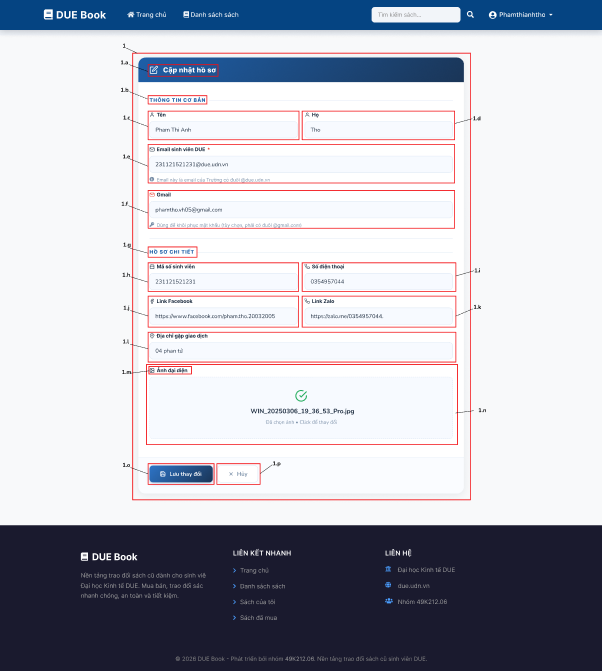 DUE Book
Trang chủ
Danh sách sách
Tìm kiếm sách...
Phamthianhtho
1
1.a
Cập nhật hồ sơ
1.b
THÔNG TIN CƠ BẢN
1.c
Tên
Họ
1.d
Phạm Thị Anh
Tho
1.e
Email sinh viên DUE *
231121521231@due.udn.vn
Email này là email của Trường có đuôi @due.udn.vn
1.f
Gmail
phamtho.vh05@gmail.com
Dùng để khôi phục mật khẩu (tùy chọn, phải có đuôi @gmail.com)
1.g
HỒ SƠ CHI TIẾT
1.h
Mã số sinh viên
Số điện thoại
1.i
231121521231
0354957044
1.j
Link Facebook
Link Zalo
1.k
https://www.facebook.com/pham.tho.20032005
https://zalo.me/0354957044
1.l
Địa chỉ gặp giao dịch
04 phan tứ
1.m
Ảnh đại diện
1.n
WIN_20250306_19_36_53_Pro.jpg
Đã chọn ảnh • Click để thay đổi
1.o
Lưu thay đổi
Hủy
1.p
DUE Book
Nền tảng trao đổi sách cũ dành cho sinh viên
Đại học Kinh tế DUE. Mua bán, trao đổi sách
nhanh chóng, an toàn và tiết kiệm.
LIÊN KẾT NHANH
Trang chủ
Danh sách sách
Sách của tôi
Sách đã mua
LIÊN HỆ
Đại học Kinh tế DUE
due.udn.vn
Nhóm 49K212.06
© 2026 DUE Book - Phát triển bởi nhóm 49K212.06. Nền tảng trao đổi sách cũ sinh viên DUE.